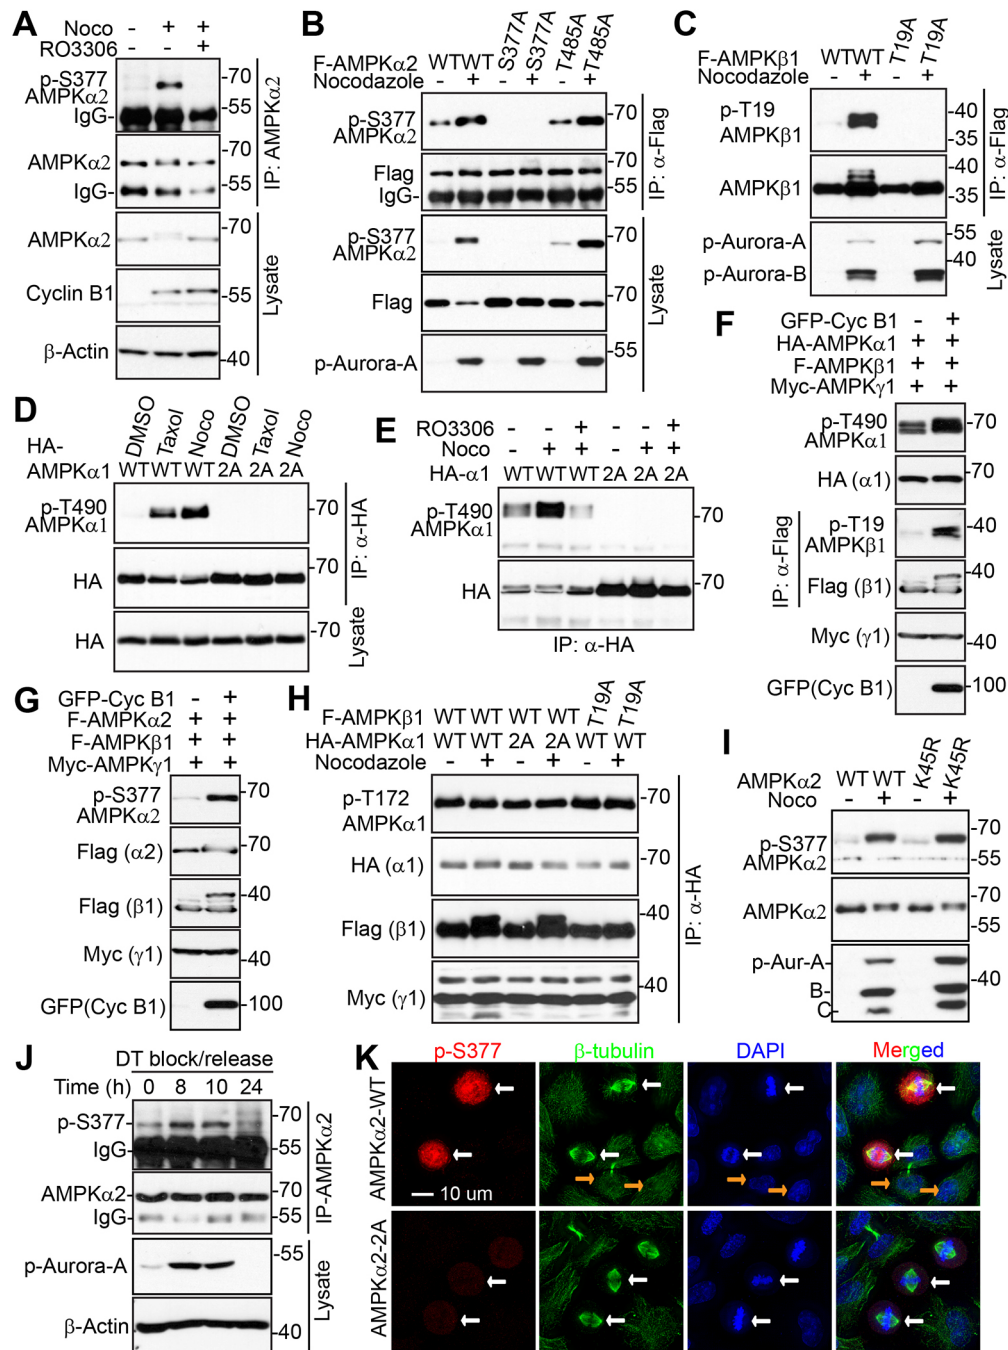 A
Noco - + +
RO3306 - - +
p-S377 AMPKα2
IgG-
-70
-55
IP: AMPKα2
AMPKα2
IgG-
-70
-55
AMPKα2
-70
Cyclin B1
-55
β-Actin
-40
Lysate
B
F-AMPKα2 WT WT S377A S377A T485A T485A
Nocodazole - + - + - +
p-S377 AMPKα2
-70
Flag
IgG-
-70
-55
IP: α-Flag
p-S377 AMPKα2
-70
Flag
-70
p-Aurora-A
-55
Lysate
C
F-AMPKβ1 WT WT T19A T19A
Nocodazole - + - +
p-T19 AMPKβ1
-40
-35
AMPKβ1
-40
-35
IP: α-Flag
p-Aurora-A
p-Aurora-B
-55
-40
Lysate
D
DMSO Taxol Noco DMSO Taxol Noco
HA-AMPKα1 WT WT WT 2A 2A 2A
p-T490 AMPKα1
-70
HA
-70
IP: α-HA
HA
-70
Lysate
E
RO3306 - - + - - +
Noco - + + - + +
HA-α1 WT WT WT 2A 2A 2A
p-T490 AMPKα1
-70
HA
-70
IP: α-HA
F
GFP-Cyc B1 - +
HA-AMPKα1 + +
F-AMPKβ1 + +
Myc-AMPKγ1 + +
p-T490 AMPKα1
-70
HA (α1)
-70
p-T19 AMPKβ1
-40
Flag (β1)
-40
IP: α-Flag
Myc (γ1)
-40
GFP(Cyc B1)
-100
G
GFP-Cyc B1 - +
F-AMPKα2 + +
F-AMPKβ1 + +
Myc-AMPKγ1 + +
p-S377 AMPKα2
-70
Flag (α2)
-70
Flag (β1)
-40
Myc (γ1)
-40
GFP(Cyc B1)
-100
H
F-AMPKβ1 WT WT WT WT T19A T19A
HA-AMPKα1 WT WT 2A 2A WT WT
Nocodazole - + - + - +
p-T172 AMPKα1
-70
HA (α1)
-70
Flag (β1)
-40
Myc (γ1)
-40
IP: α-HA
I
AMPKα2 WT WT K45R K45R
Noco - + - +
p-S377 AMPKα2
-70
-55
AMPKα2
-70
-55
p-Aur-A-
B-
C-
-40
J
DT block/release
Time (h) 0 8 10 24
p-S377
IgG
-70
-55
AMPKα2
IgG
-70
-55
IP-AMPKα2
p-Aurora-A
-55
β-Actin
-40
Lysate
K
p-S377 β-tubulin DAPI Merged
AMPKα2-WT
10 um
AMPKα2-2A